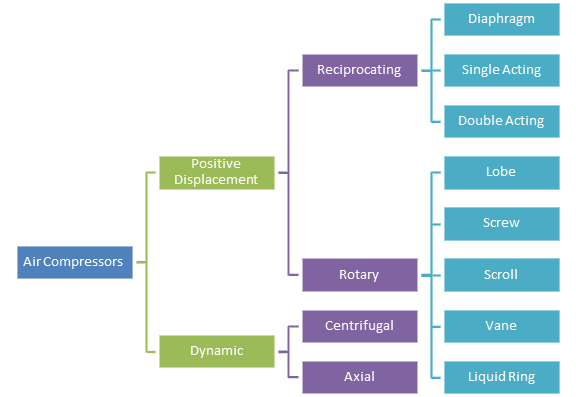 Diaphragm
Reciprocating
Single Acting
Double Acting
Positive
Displacement
Lobe
Screw
Air Compressors
Rotary
Scroll
Centrifugal
Vane
Dynamic
Axial
Liquid Ring